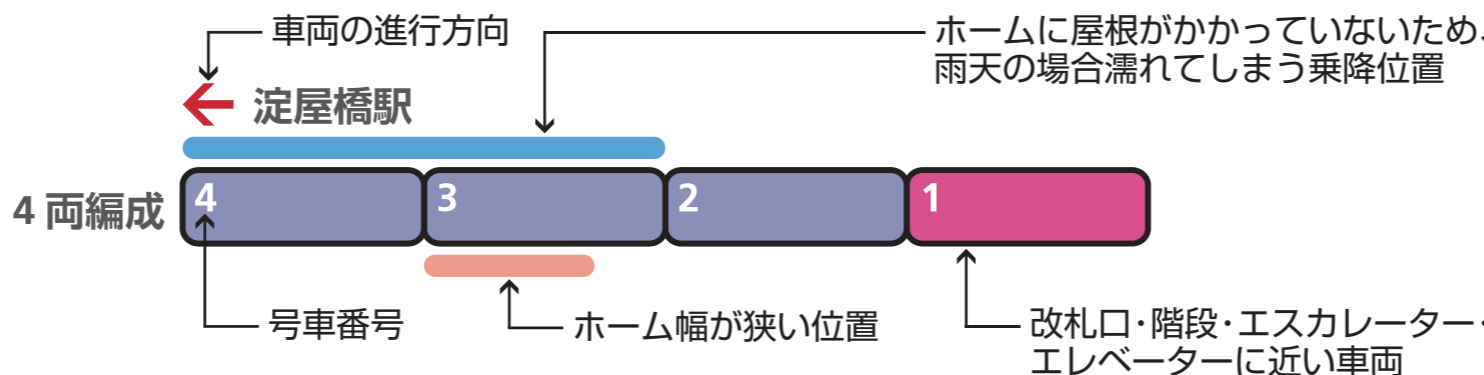 車両の進行方向
ホームに屋根がかかっていないため、
雨天の場合濡れてしまう乗降位置
淀屋橋駅
4両編成
4
3
2
1
号車番号
ホーム幅が狭い位置
改札口・階段・エスカレーター・
エレベーターに近い車両